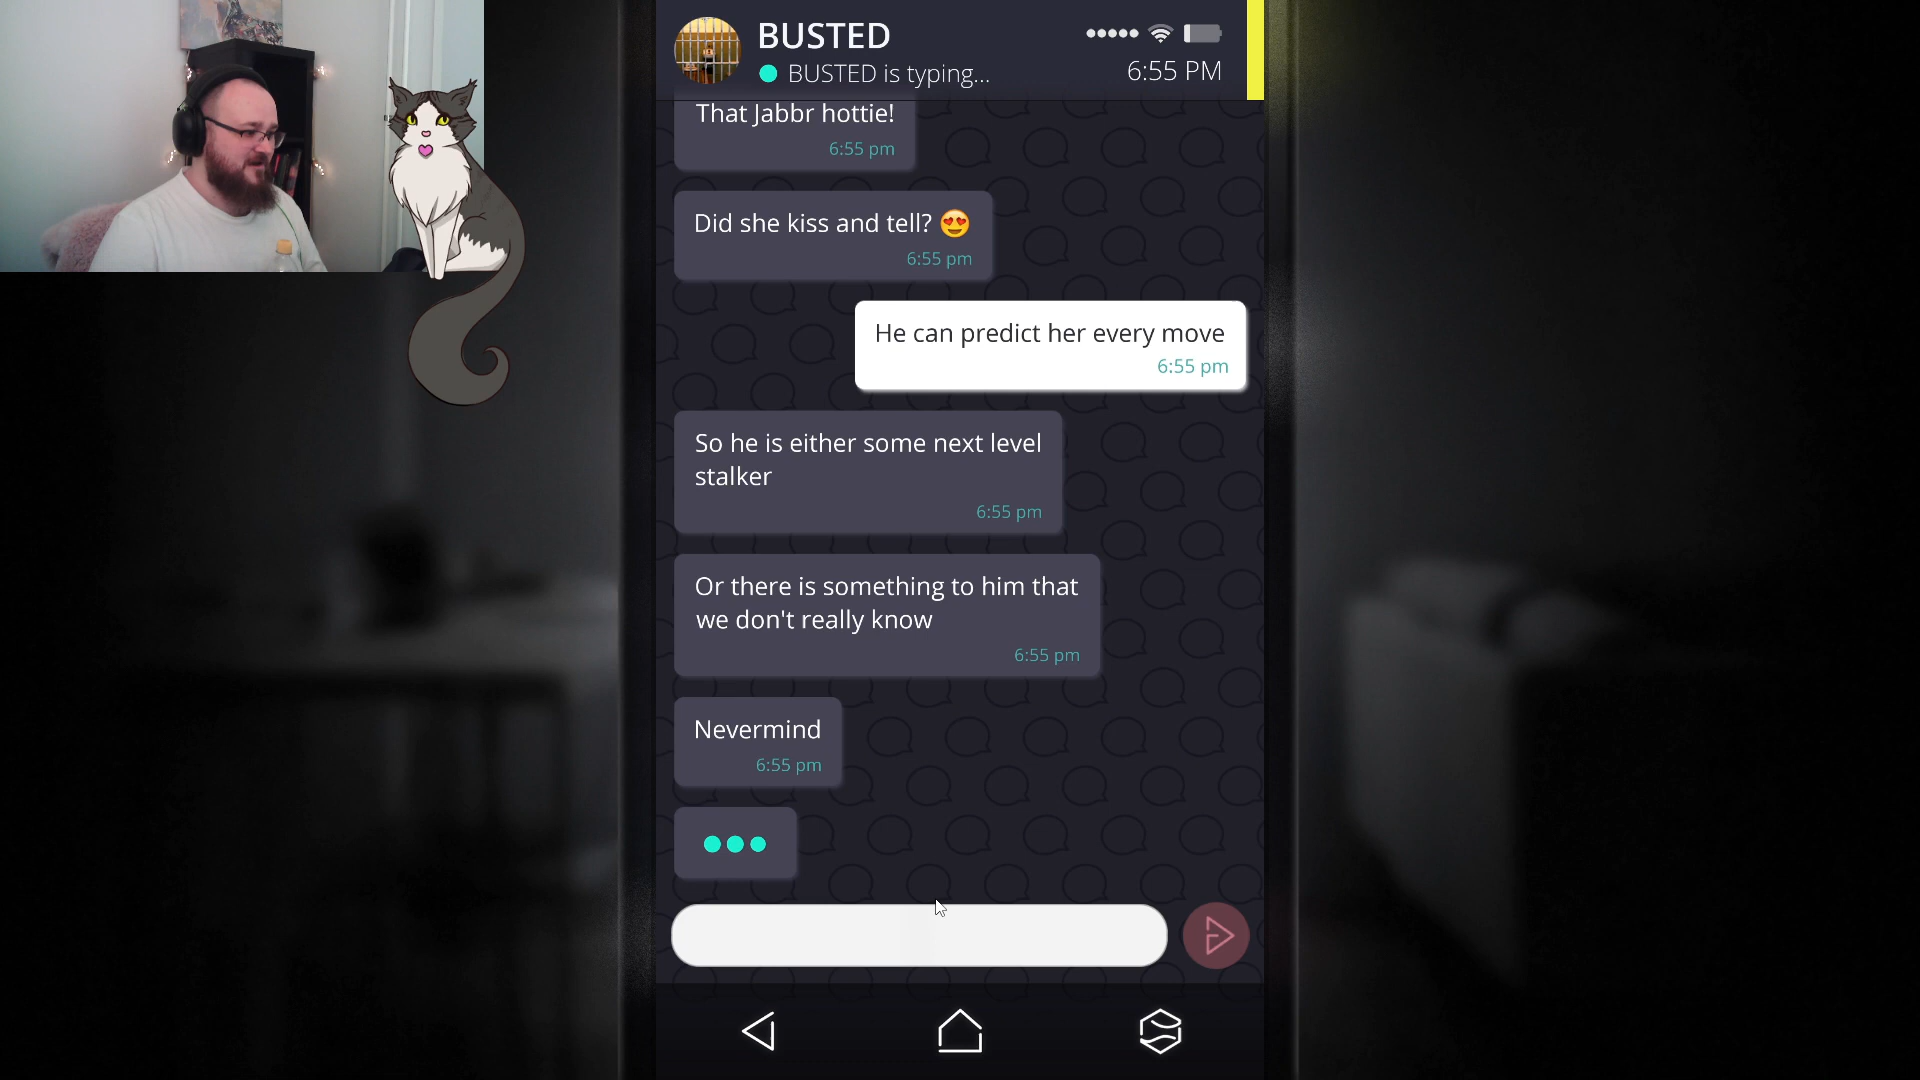 BUSTED
BUSTED is typing...
6:55 PM
That Jabbr hottie!
6:55 pm
Did she kiss and tell? 😍
6:55 pm
He can predict her every move
6:55 pm
So he is either some next level
stalker
6:55 pm
Or there is something to him that
we don't really know
6:55 pm
Nevermind
6:55 pm